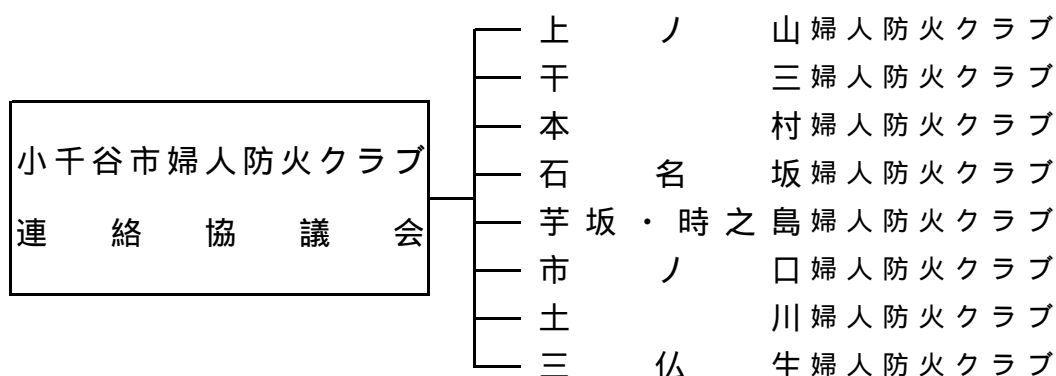 小千谷市婦人防火クラブ
連絡協議会
上ノ山婦人防火クラブ
干三婦人防火クラブ
本村婦人防火クラブ
石名坂婦人防火クラブ
芋坂・時之島婦人防火クラブ
市ノ口婦人防火クラブ
土川婦人防火クラブ
三仏生婦人防火クラブ